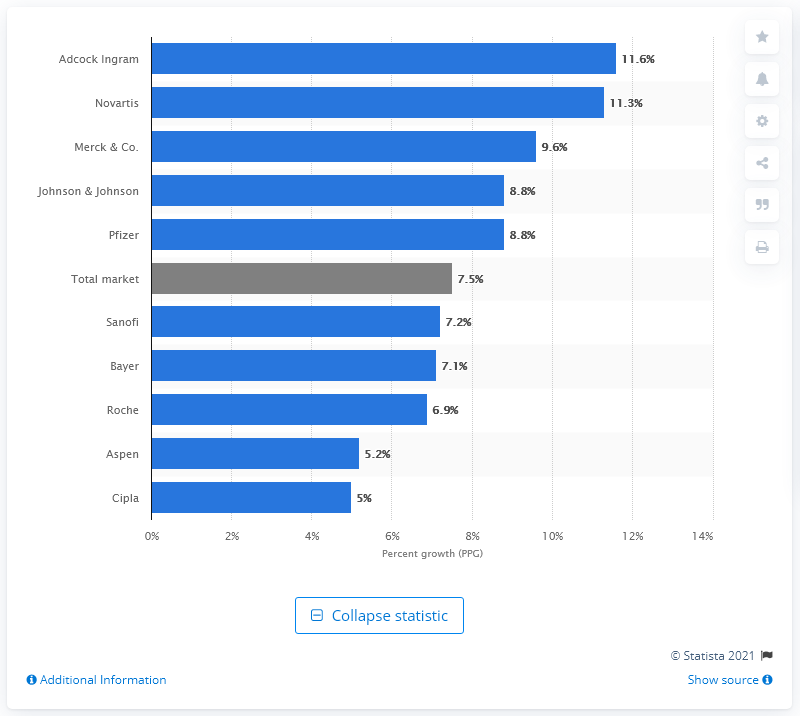 Adcock Ingram 11.6%
Novartis 11.3%
Merck & Co. 9.6%
Johnson & Johnson 8.8%
Pfizer 8.8%
Total market 7.5%
Sanofi 7.2%
Bayer 7.1%
Roche 6.9%
Aspen 5.2%
Cipla 5%
0% 2% 4% 6% 8% 10% 12% 14%
Percent growth (PPG)
Collapse statistic
© Statista 2021
Additional Information Show source